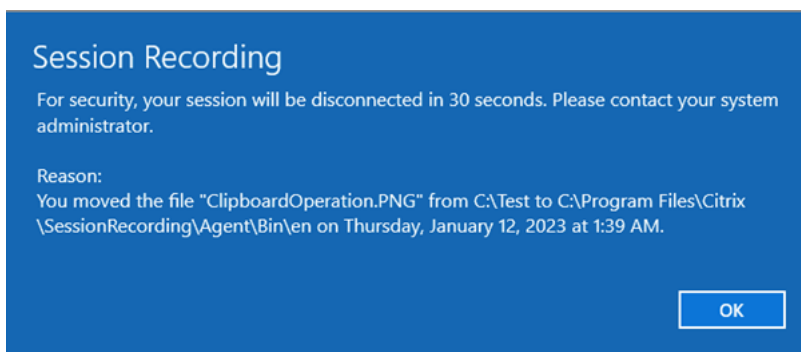 Session Recording
For security, your session will be disconnected in 30 seconds. Please contact your system
administrator.
Reason:
You moved the file "ClipboardOperation.PNG" from C:\Test to C:\Program Files\Citrix
\SessionRecording\Agent\Bin\en on Thursday, January 12, 2023 at 1:39 AM.
OK